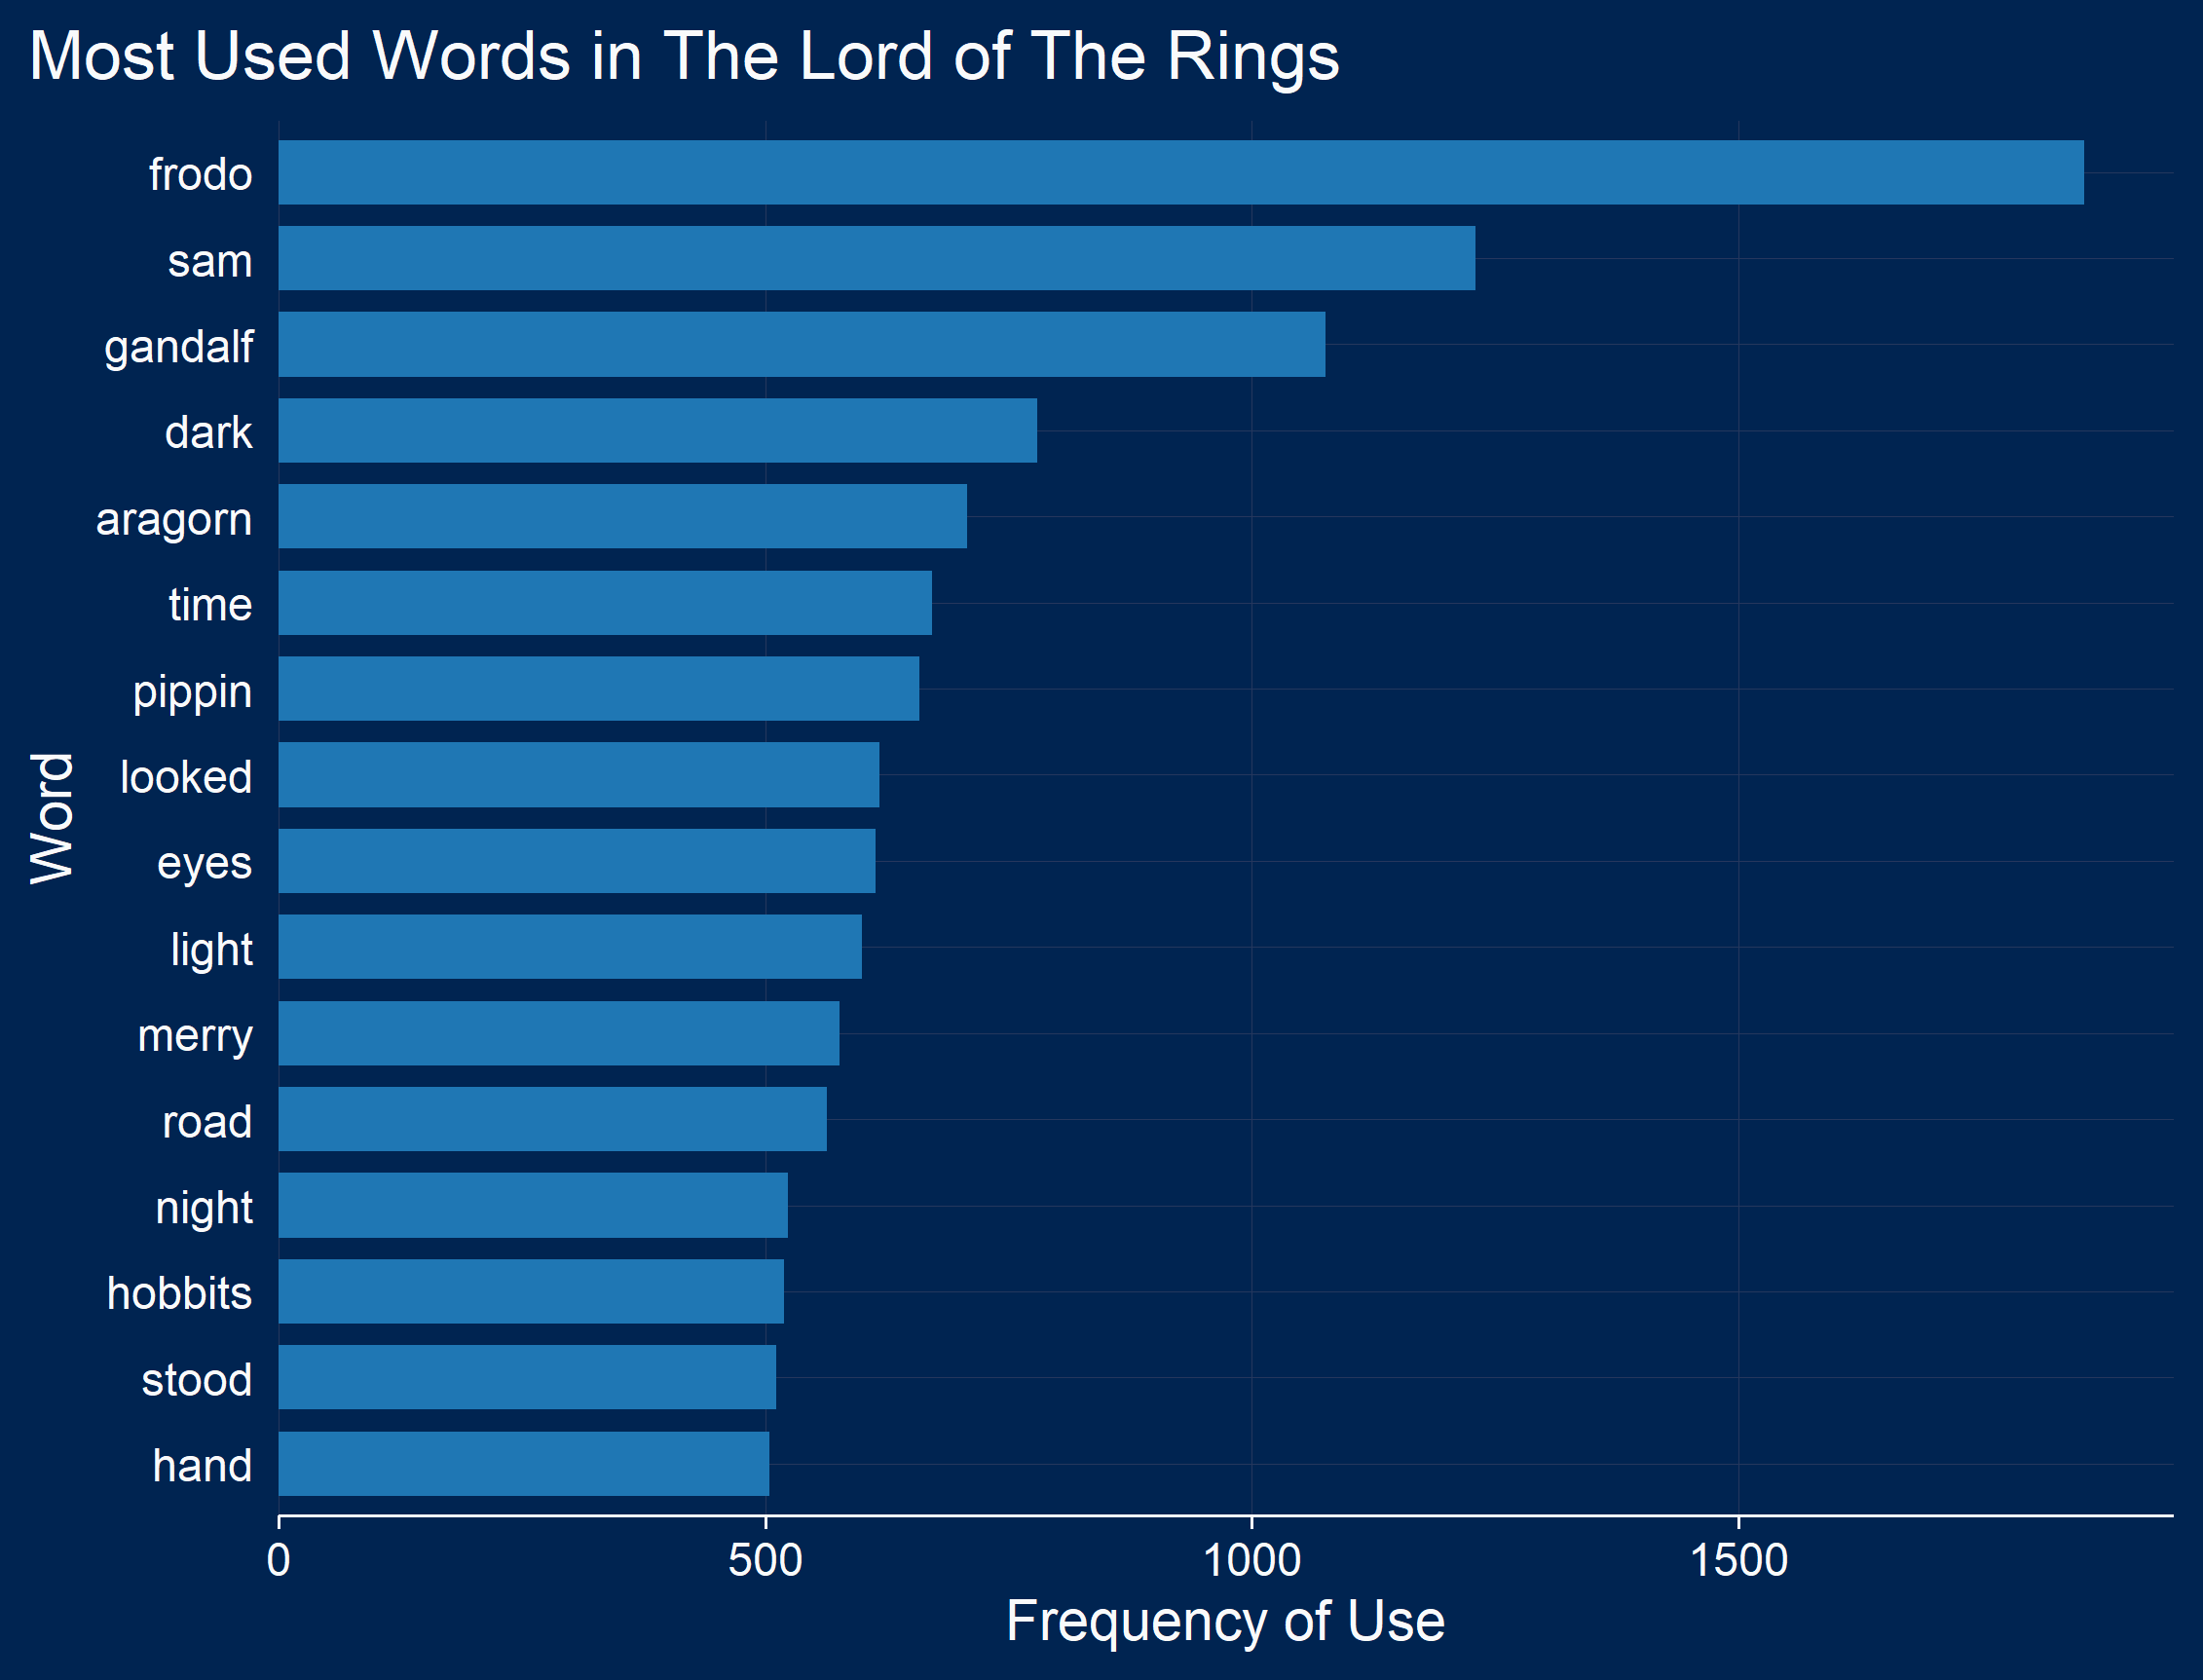 Most Used Words in The Lord of The Rings
frodo
sam
gandalf
dark
aragorn
time
pippin
looked
eyes
light
merry
road
night
hobbits
stood
hand
Word
0 500 1000 1500
Frequency of Use